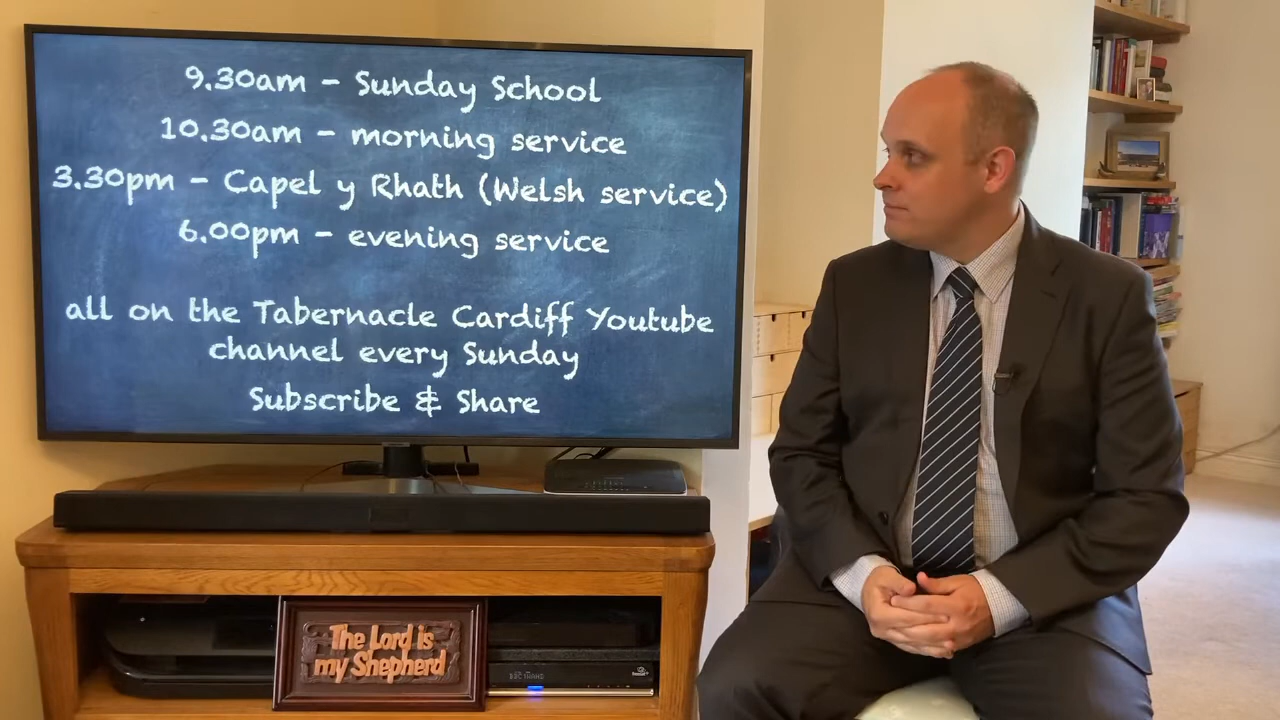 9.30am - Sunday School
10.30am - morning service
3.30pm - Capel y Rhath (Welsh service)
6.00pm - evening service
all on the Tabernacle Cardiff Youtube
channel every Sunday
Subscribe & Share
The Lord is
my Shepherd